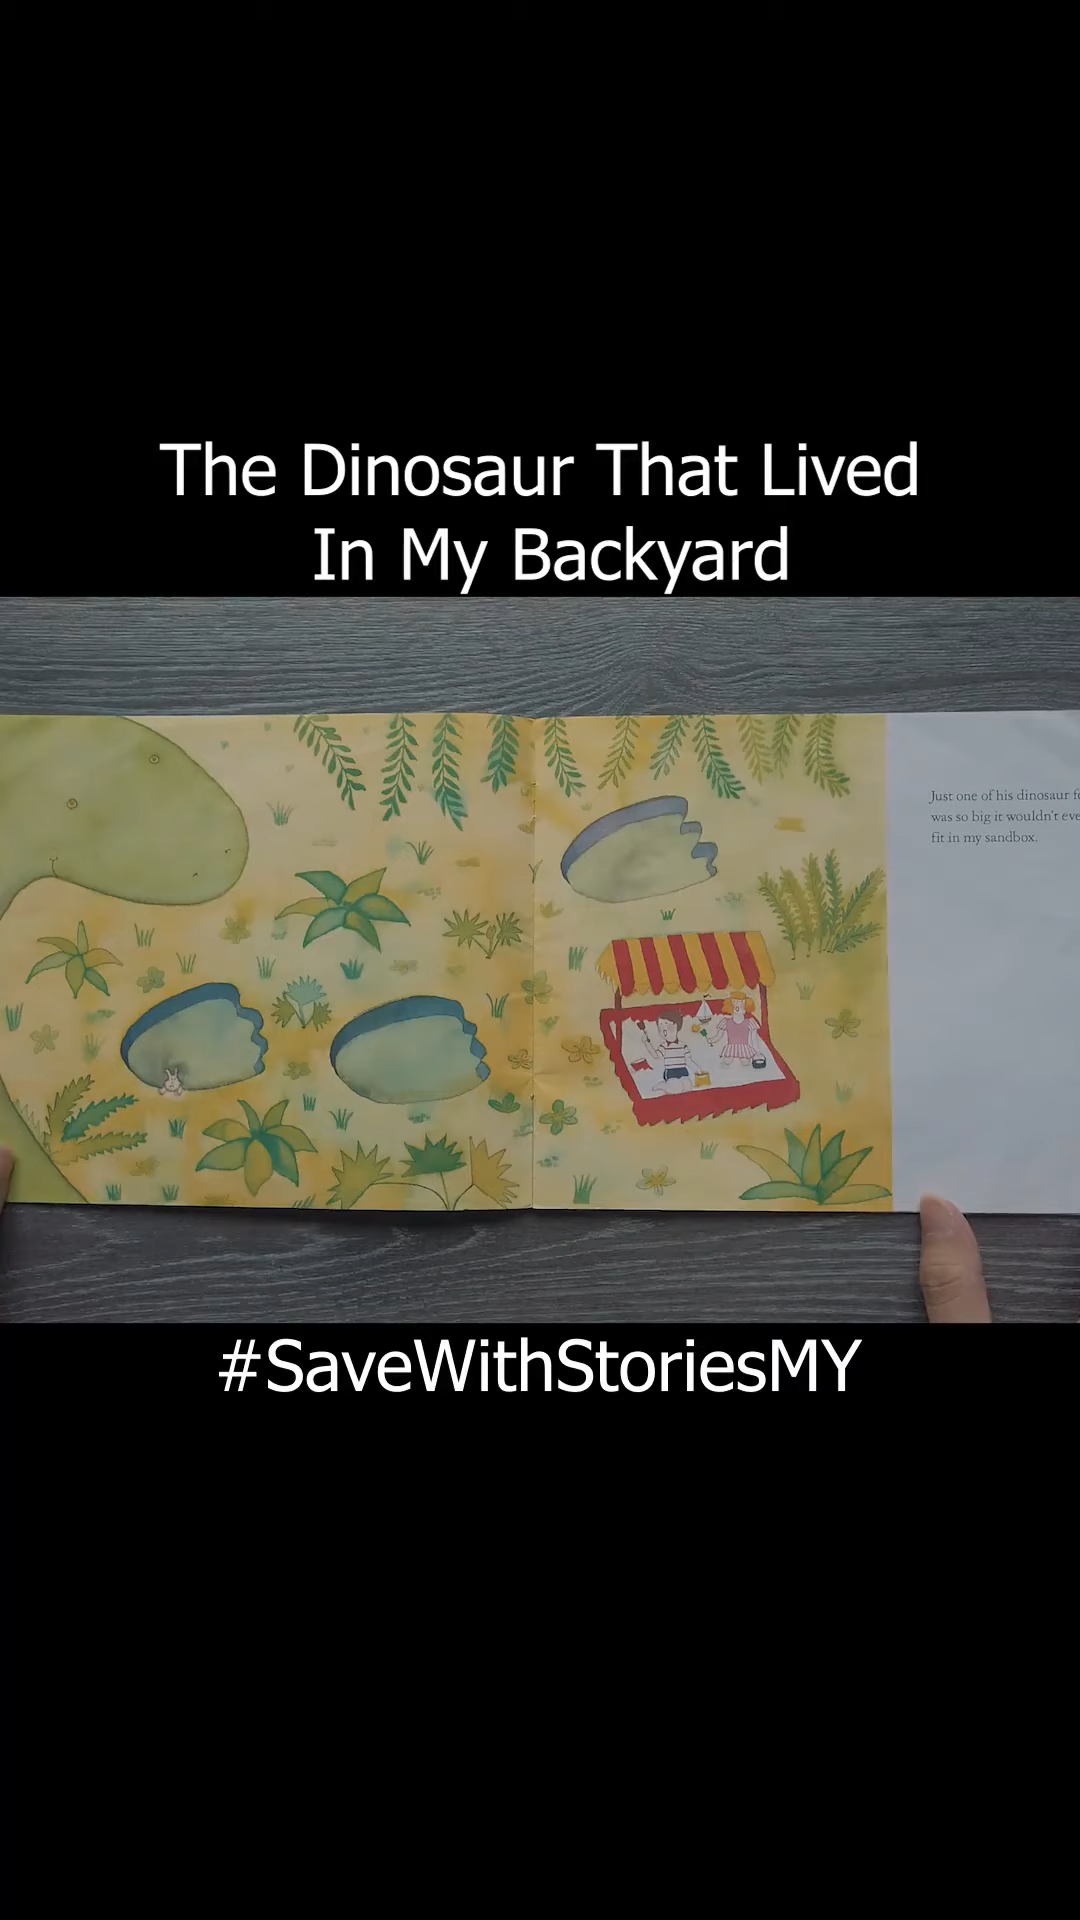 The Dinosaur That Lived
In My Backyard
Just one of his dinosaur
was so big it wouldn't
fit in my sandbox.
#SaveWithStoriesMY